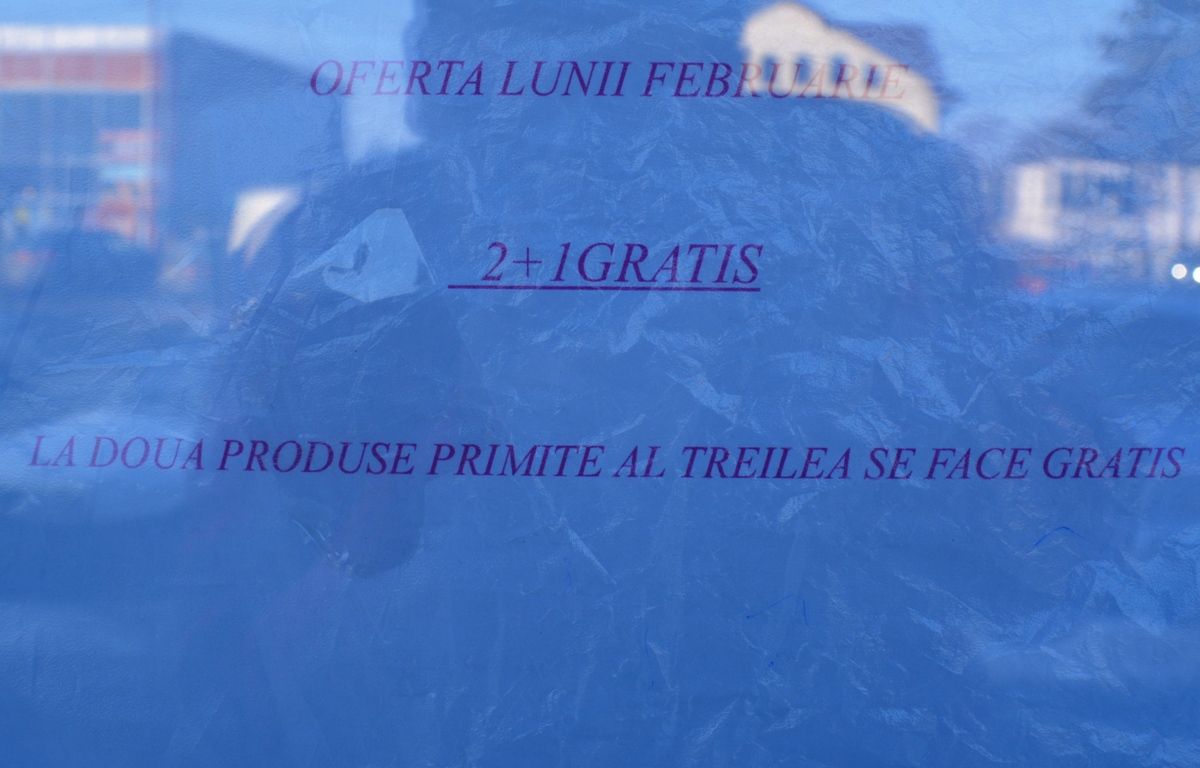 OFERTA LUNII FEBRUARIE
2+1GRATIS
LA DOUA PRODUSE PRIMITE AL TREILEA SE FACE GRATIS